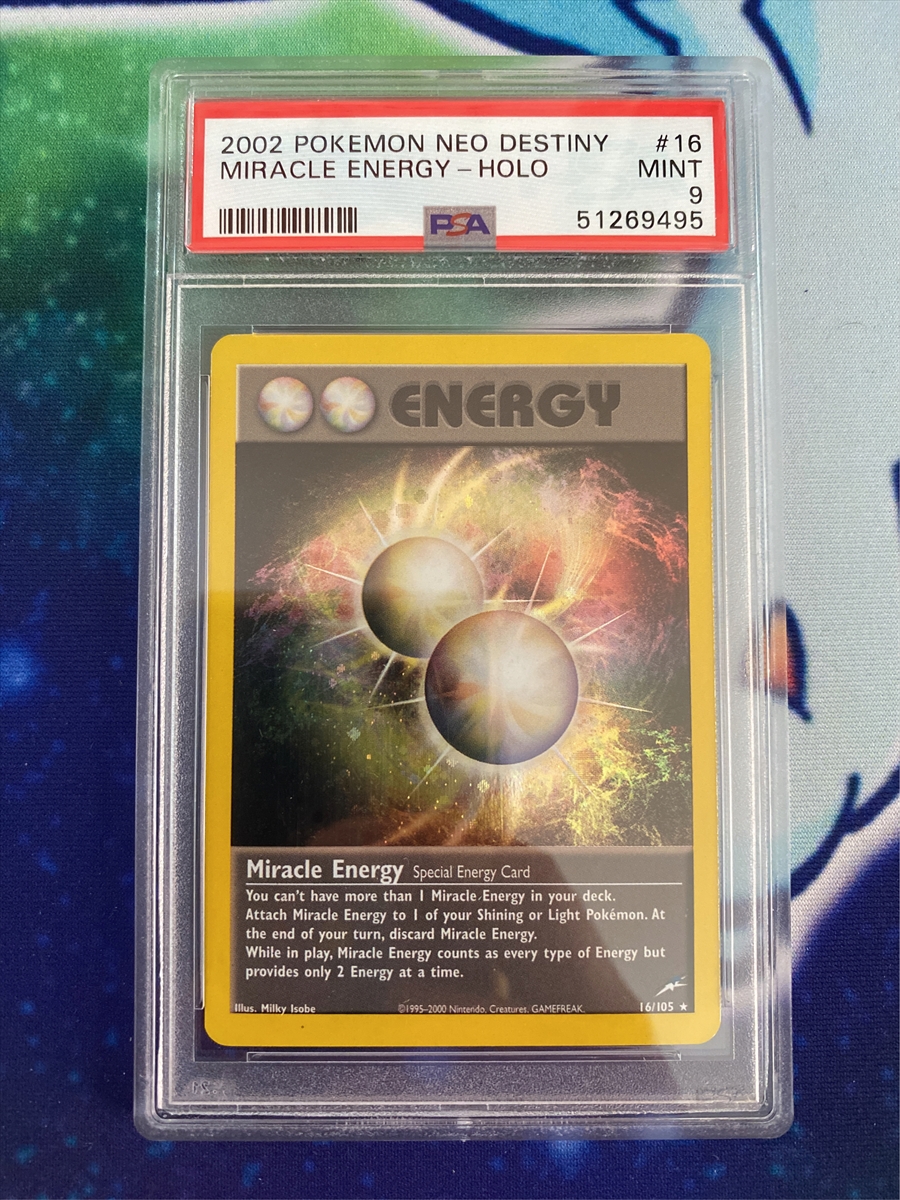 2002 POKEMON NEO DESTINY #16
MIRACLE ENERGY - HOLO MINT
9
PSA 51269495
ENERGY
Miracle Energy Special Energy Card
You can't have more than 1 Miracle Energy in your deck.
Attach Miracle Energy to 1 of your Shining or Light Pokémon. At
the end of your turn, discard Miracle Energy.
While in play, Miracle Energy counts as every type of Energy but
provides only 2 Energy at a time.
Illus. Milky Isobe ©1995-2000 Nintendo, Creatures, GAMEFREAK. 16/105 ★